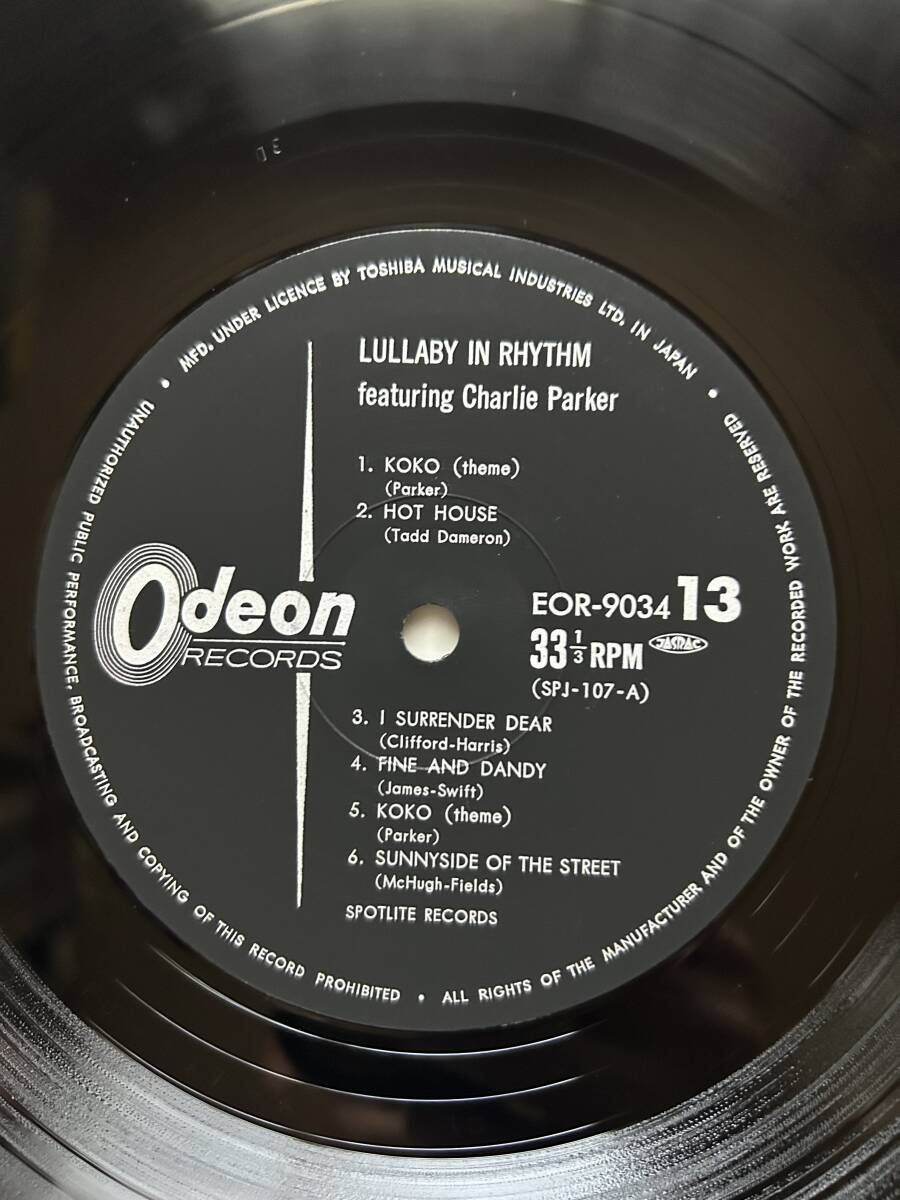 MFD. UNDER LICENCE BY TOSHIBA MUSICAL INDUSTRIES LTD. IN JAPAN •
LULLABY IN RHYTHM
featuring Charlie Parker
1. KOKO (theme)
(Parker)
2. HOT HOUSE
(Tadd Dameron)
Odeon
RECORDS
EOR-9034 13
33 1/3 RPM JASRAC
(SPJ-107-A)
3. I SURRENDER DEAR
(Clifford-Harris)
4. FINE AND DANDY
(James-Swift)
5. KOKO (theme)
(Parker)
6. SUNNYSIDE OF THE STREET
(McHugh-Fields)
SPOTLITE RECORDS
UNAUTHORIZED PUBLIC PERFORMANCE, BROADCASTING AND COPYING OF THIS RECORD PROHIBITED • ALL RIGHTS OF THE MANUFACTURER AND OF THE OWNER OF THE RECORDED WORK ARE RESERVED •